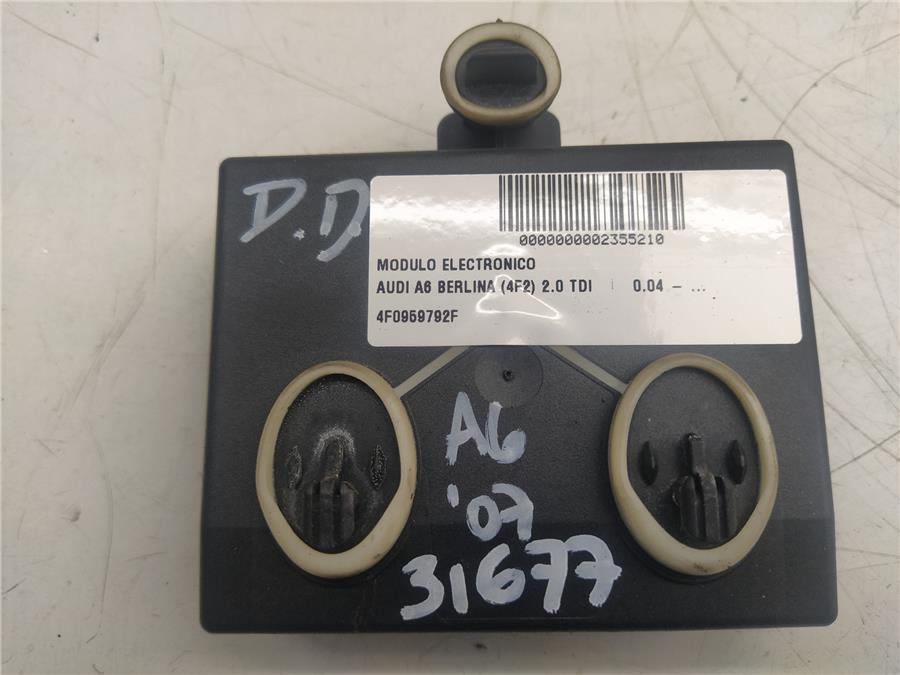 D.D
0000000002355210
MODULO ELECTRONICO
AUDI A6 BERLINA (4F2) 2.0 TDI | 0.04 - ...
4F0959792F
A6
'07
31677